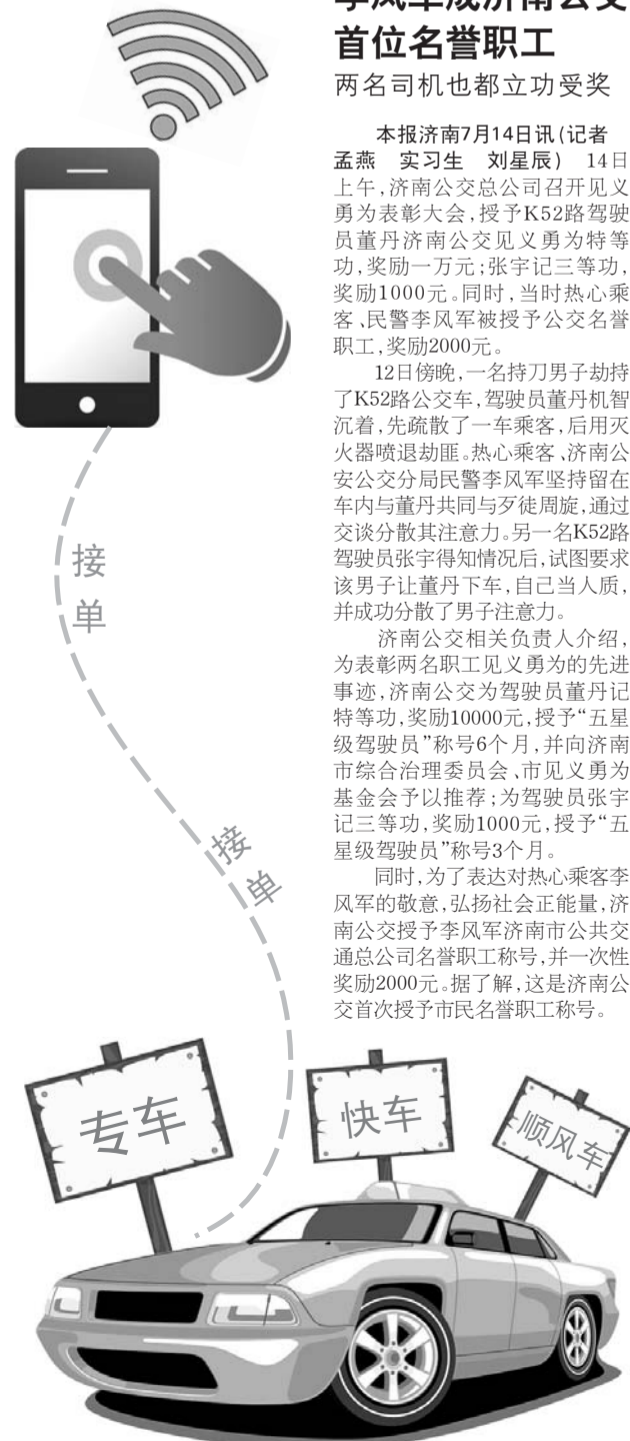 李风军成济南公交
首位名誉职工
两名司机也都立功受奖
本报济南7月14日讯(记者
孟燕 实习生 刘星辰) 14日
上午,济南公交总公司召开见义
勇为表彰大会,授予K52路驾驶
员董丹济南公交见义勇为特等
功,奖励一万元;张宇记三等功,
奖励1000元。同时,当时热心乘
客、民警李风军被授予公交名誉
职工,奖励2000元。
12日傍晚,一名持刀男子劫持
了K52路公交车,驾驶员董丹机智
沉着,先疏散了一车乘客,后用灭
火器喷退劫匪。热心乘客、济南公
安公交分局民警李风军坚持留在
车内与董丹共同与歹徒周旋,通过
交谈分散其注意力。另一名K52路
驾驶员张宇得知情况后,试图要求
该男子让董丹下车,自己当人质,
并成功分散了男子注意力。
济南公交相关负责人介绍,
为表彰两名职工见义勇为的先进
事迹,济南公交为驾驶员董丹记
特等功,奖励10000元,授予“五星
级驾驶员”称号6个月,并向济南
市综合治理委员会、市见义勇为
基金会予以推荐;为驾驶员张宇
记三等功,奖励1000元,授予“五
星级驾驶员”称号3个月。
同时,为了表达对热心乘客李
风军的敬意,弘扬社会正能量,济
南公交授予李风军济南市公共交
通总公司名誉职工称号,并一次性
奖励2000元。据了解,这是济南公
交首次授予市民名誉职工称号。
接
单
接
单
专车
快车
顺风车